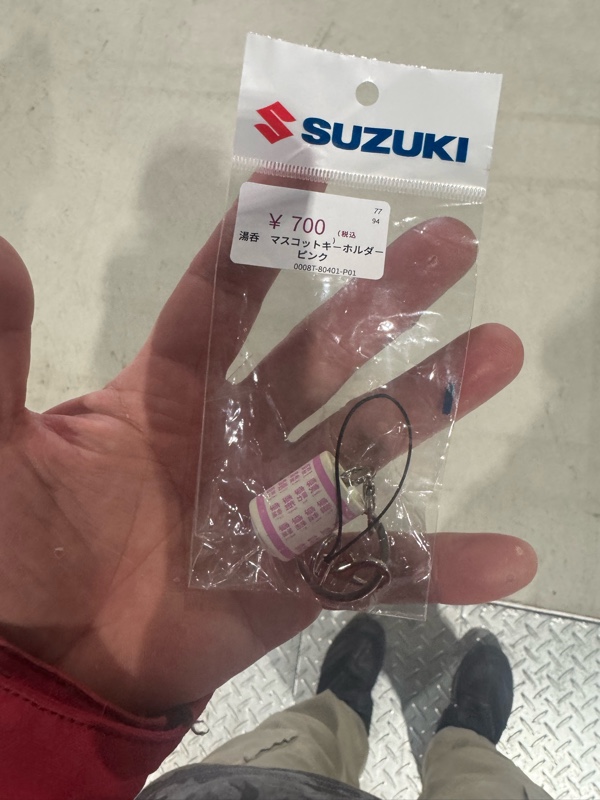 SUZUKI
77
94
¥ 700 (税込)
湯呑 マスコットキーホルダー
ピンク
0008T-80401-P01